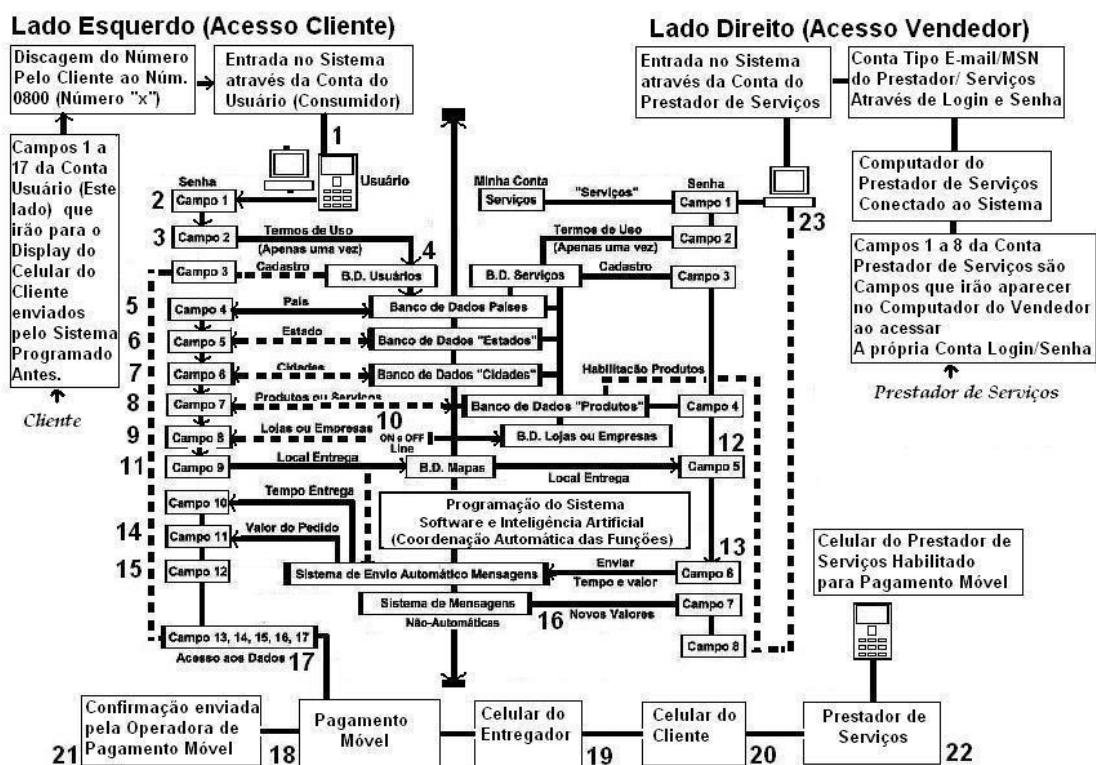 Lado Esquerdo (Acesso Cliente)
Lado Direito (Acesso Vendedor)
Discagem do Número
Pelo Cliente ao Núm.
0800 (Número "x")
Entrada no Sistema
através da Conta do
Usuário (Consumidor)
Entrada no Sistema
através da Conta do
Prestador de Serviços
Conta Tipo E-mail/MSN
do Prestador/ Serviços
Através de Login e Senha
Campos 1 a
17 da Conta
Usuário (Este
lado) que
irão para o
Display do
Celular do
Cliente
enviados
pelo Sistema
Programado
Antes.
Cliente
Computador do
Prestador de Serviços
Conectado ao Sistema
Campos 1 a 8 da Conta
Prestador de Serviços são
Campos que irão aparecer
no Computador do Vendedor
ao acessar
A própria Conta Login/Senha
Prestador de Serviços
1
Usuário
Senha
2
Campo 1
3
Campo 2
Termos de Uso
(Apenas uma vez)
4
Campo 3
Cadastro
B.D. Usuários
5
Campo 4
País
Banco de Dados Países
6
Campo 5
Estado
Banco de Dados "Estados"
7
Campo 6
Cidades
Banco de Dados "Cidades"
8
Campo 7
Produtos ou Serviços
Banco de Dados "Produtos"
9
Campo 8
Lojas ou Empresas
10
ON e OFF
Line
B.D. Lojas ou Empresas
11
Campo 9
Local Entrega
B.D. Mapas
Local Entrega
Campo 10
Tempo Entrega
14
Campo 11
Valor do Pedido
15
Campo 12
Programação do Sistema
Software e Inteligência Artificial
(Coordenação Automática das Funções)
Sistema de Envio Automático Mensagens
Sistema de Mensagens
Não-Automáticas
16
Campo 13, 14, 15, 16, 17
Acesso aos Dados
17
Minha Conta
Serviços
"Serviços"
Senha
Campo 1
23
Termos de Uso
(Apenas uma vez)
Campo 2
B.D. Serviços
Cadastro
Campo 3
Habilitacão Produtos
Campo 4
12
Campo 5
13
Enviar
Tempo e valor
Campo 6
Novos Valores
Campo 7
Campo 8
Celular do Prestador de
Serviços Habilitado
para Pagamento Móvel
Confirmação enviada
pela Operadora de
Pagamento Móvel
21
Pagamento
Móvel
18
Celular do
Entregador
19
Celular do
Cliente
20
Prestador de
Serviços
22